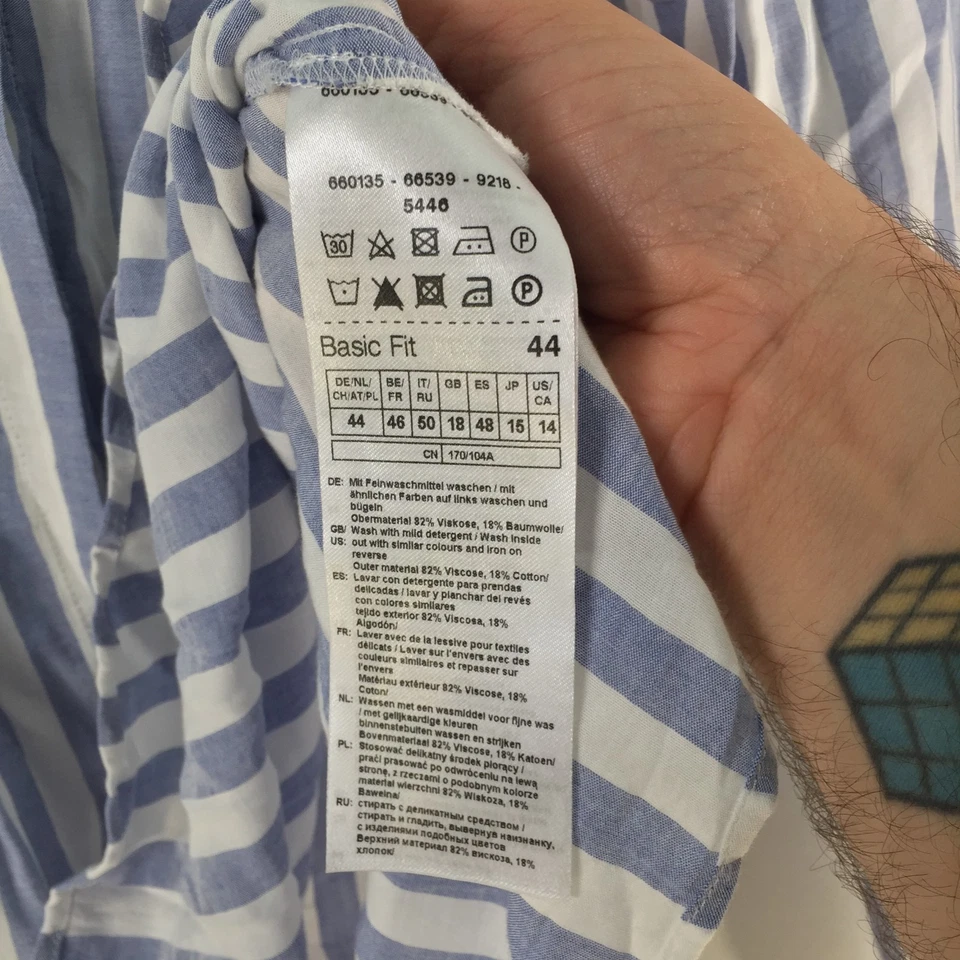 660135 - 66539
660135 - 66539 - 9218 -
5446
30 P
P
Basic Fit 44
DE/NL/ BE/ IT/ GB ES JP US/
CH/AT/PL FR RU CA
44 46 50 18 48 15 14
CN 170/104A
DE: Mit Feinwaschmittel waschen / mit
ähnlichen Farben auf links waschen und
bügeln
Obermaterial 82% Viskose, 18% Baumwolle/
GB/ Wash with mild detergent / Wash inside
US: out with similar colours and iron on
reverse
Outer material 82% Viscose, 18% Cotton/
ES: Lavar con detergente para prendas
delicadas / lavar y planchar del revés
con colores similares
tejido exterior 82% Viscosa, 18%
Algodón/
FR: Laver avec de la lessive pour textiles
délicats / Laver sur l'envers avec des
couleurs similaires et repasser sur
l'envers
Matériau extérieur 82% Viscose, 18%
Coton/
NL: Wassen met een wasmiddel voor fijne was
/ met gelijkaardige kleuren
binnenstebuiten wassen en strijken
Bovenmateriaal 82% Viscose, 18% Katoen/
PL: Stosować delikatny środek piorący /
prać i prasować po odwróceniu na lewą
stronę, z rzeczami o podobnym kolorze
materiał wierzchni 82% Wiskoza, 18%
Bawełna/
RU: стирать с деликатным средством /
стирать и гладить, вывернув наизнанку,
с изделиями подобных цветов
Верхний материал 82% вискоза, 18%
хлопок/